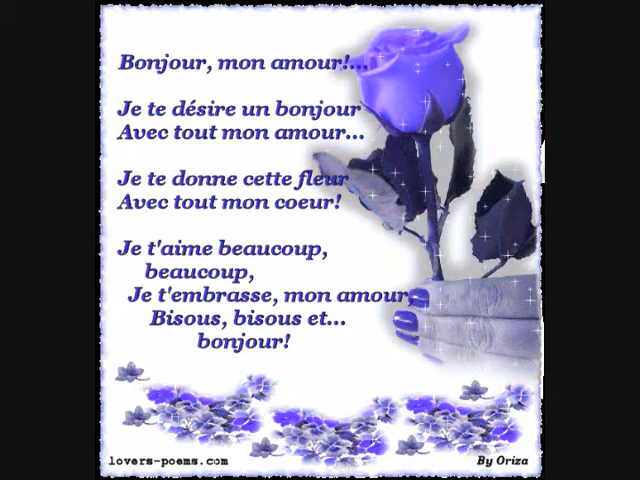 Bonjour, mon amour!...
Je te désire un bonjour
Avec tout mon amour...
Je te donne cette fleur
Avec tout mon coeur!
Je t'aime beaucoup,
beaucoup,
Je t'embrasse, mon amour,
Bisous, bisous et...
bonjour!
lovers-poems.com
By Oriza